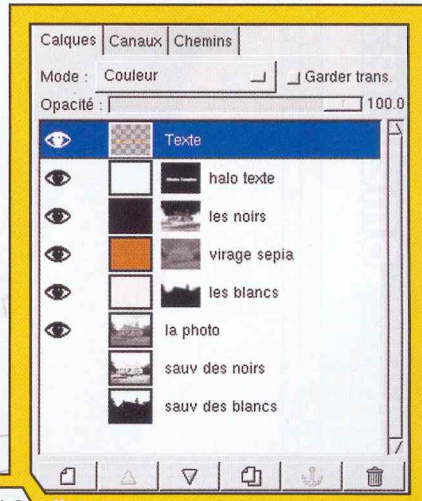 Calques Canaux Chemins
Mode : Couleur Garder trans.
Opacité : 100.0
Texte
halo texte
les noirs
virage sepia
les blancs
la photo
sauv des noirs
sauv des blancs